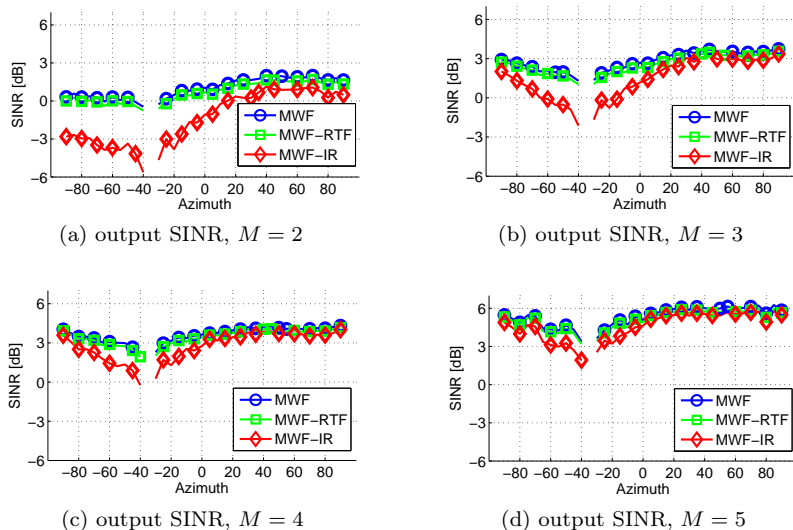 6
3
0
−3
−6
SINR [dB]
−80 −60 −40 −20 0 20 40 60 80
Azimuth
MWF
MWF−RTF
MWF−IR
(a) output SINR, M = 2
6
3
0
−3
−6
SINR [dB]
−80 −60 −40 −20 0 20 40 60 80
Azimuth
MWF
MWF−RTF
MWF−IR
(b) output SINR, M = 3
6
3
0
−3
−6
SINR [dB]
−80 −60 −40 −20 0 20 40 60 80
Azimuth
MWF
MWF−RTF
MWF−IR
(c) output SINR, M = 4
6
3
0
−3
−6
SINR [dB]
−80 −60 −40 −20 0 20 40 60 80
Azimuth
MWF
MWF−RTF
MWF−IR
(d) output SINR, M = 5